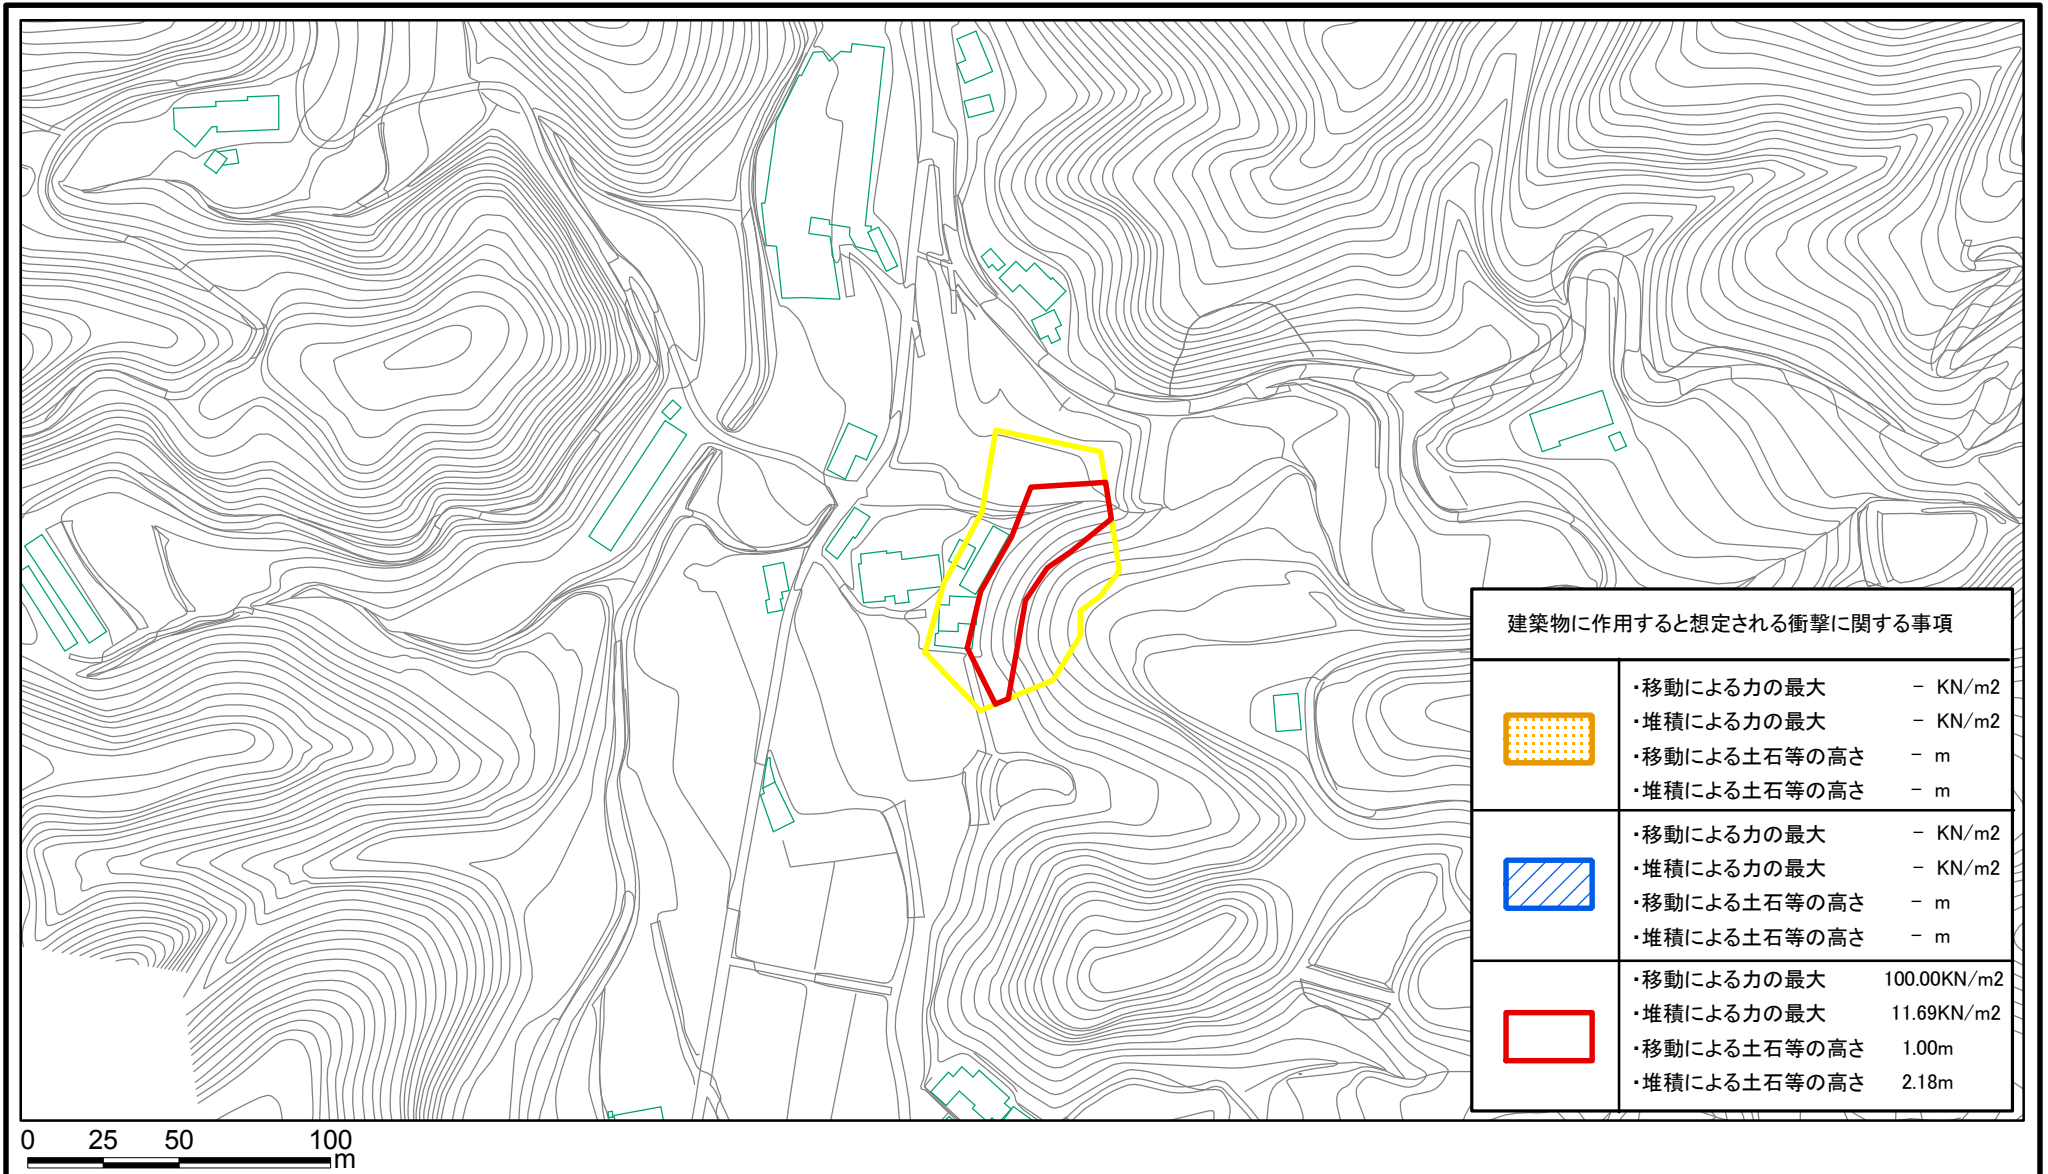 建築物に作用すると想定される衝撃に関する事項
・移動による力の最大 － KN/m2
・堆積による力の最大 － KN/m2
・移動による土石等の高さ － m
・堆積による土石等の高さ － m
・移動による力の最大 － KN/m2
・堆積による力の最大 － KN/m2
・移動による土石等の高さ － m
・堆積による土石等の高さ － m
・移動による力の最大 100.00KN/m2
・堆積による力の最大 11.69KN/m2
・移動による土石等の高さ 1.00m
・堆積による土石等の高さ 2.18m
0 25 50 100
m